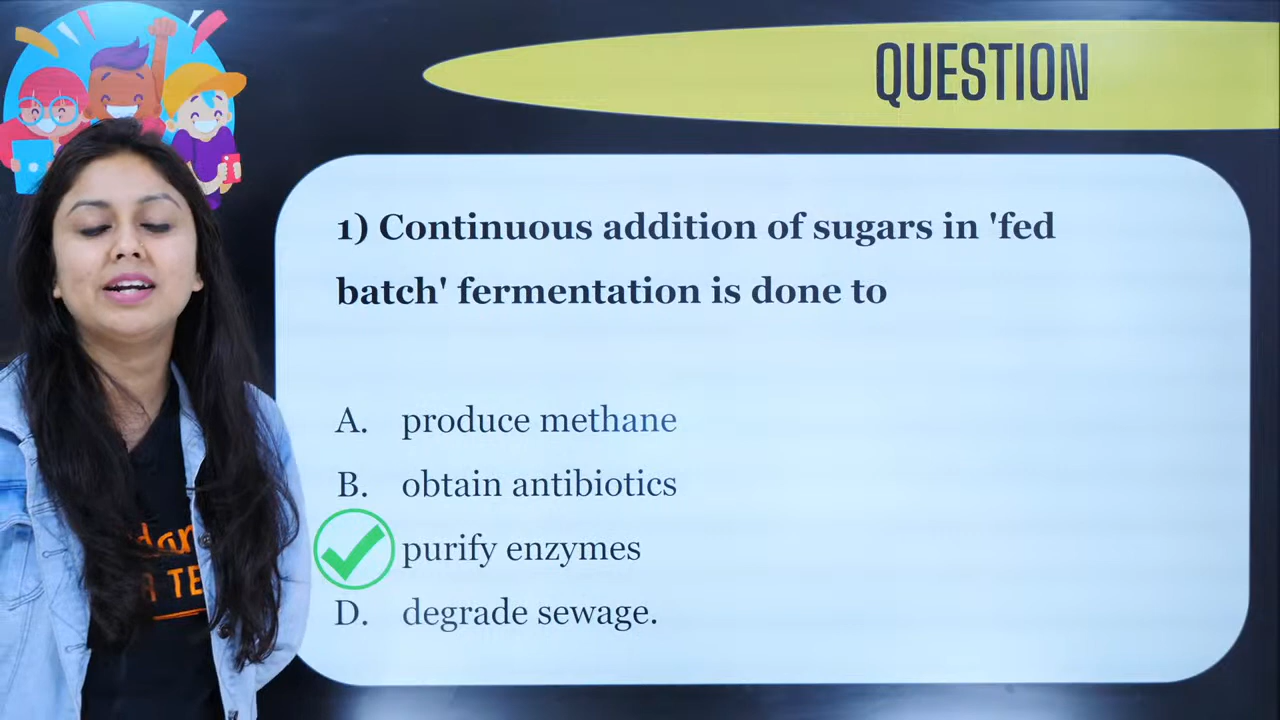 QUESTION
1) Continuous addition of sugars in 'fed
batch' fermentation is done to
A. produce methane
B. obtain antibiotics
purify enzymes
D. degrade sewage.